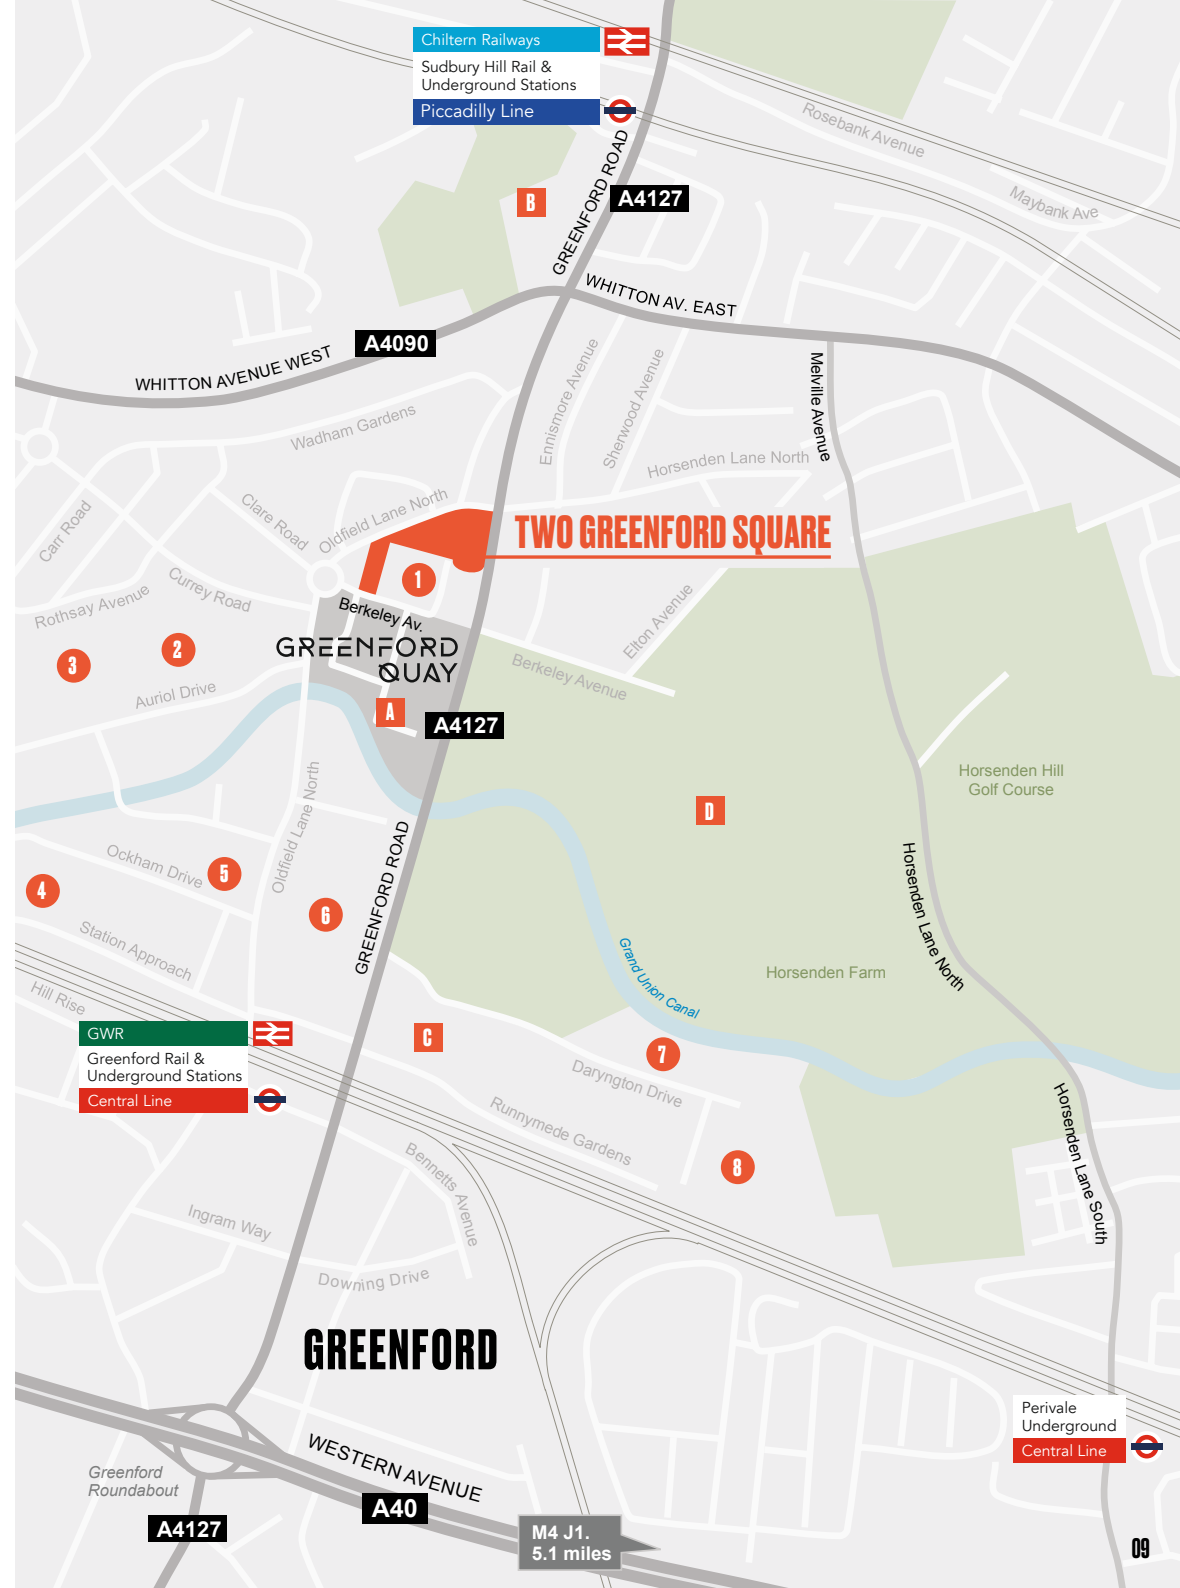 Chiltern Railways
Sudbury Hill Rail &
Underground Stations
Piccadilly Line
Rosebank Avenue
Maybank Ave
B
GREENFORD ROAD
A4127
WHITTON AV. EAST
A4090
WHITTON AVENUE WEST
Ennismore Avenue
Sherwood Avenue
Melville Avenue
Wadham Gardens
Horsenden Lane North
Carr Road
Clare Road
Oldfield Lane North
TWO GREENFORD SQUARE
1
Currey Road
Rothsay Avenue
Berkeley Av.
Elton Avenue
GREENFORD
QUAY
2
3
Berkeley Avenue
Auriol Drive
A
A4127
Horsenden Hill
Golf Course
D
Oldfield Lane North
GREENFORD ROAD
Ockham Drive
5
4
6
Horsenden Lane North
Station Approach
Grand Union Canal
Horsenden Farm
Hill Rise
GWR
Greenford Rail &
Underground Stations
Central Line
C
7
Daryngton Drive
Runnymede Gardens
8
Horsenden Lane South
Bennetts Avenue
Ingram Way
Downing Drive
GREENFORD
Perivale
Underground
Central Line
WESTERN AVENUE
Greenford
Roundabout
A40
A4127
M4 J1.
5.1 miles
09